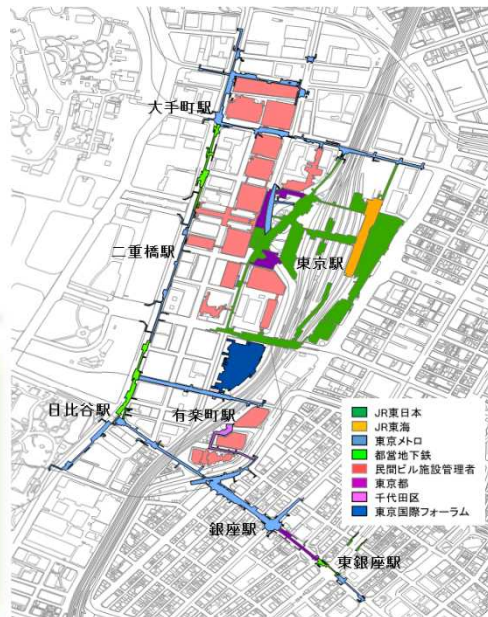 大手町駅
二重橋駅
東京駅
日比谷駅
有楽町駅
銀座駅
東銀座駅
JR東日本
JR東海
東京メトロ
都営地下鉄
民間ビル施設管理者
東京都
千代田区
東京国際フォーラム